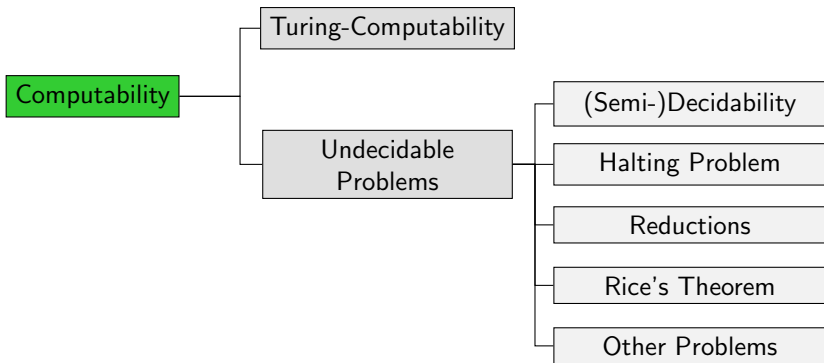 Computability
Turing-Computability
Undecidable
Problems
(Semi-)Decidability
Halting Problem
Reductions
Rice's Theorem
Other Problems